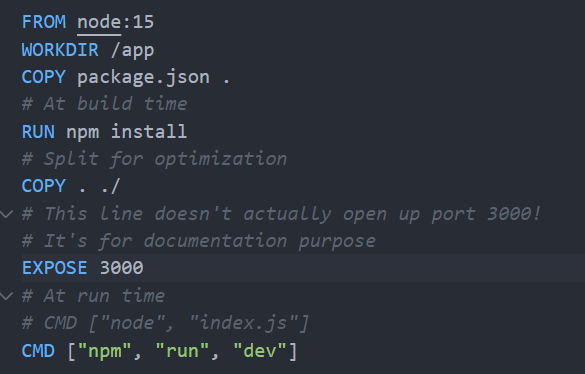 FROM node:15
WORKDIR /app
COPY package.json .
# At build time
RUN npm install
# Split for optimization
COPY . ./
# This line doesn't actually open up port 3000!
# It's for documentation purpose
EXPOSE 3000
# At run time
# CMD ["node", "index.js"]
CMD ["npm", "run", "dev"]